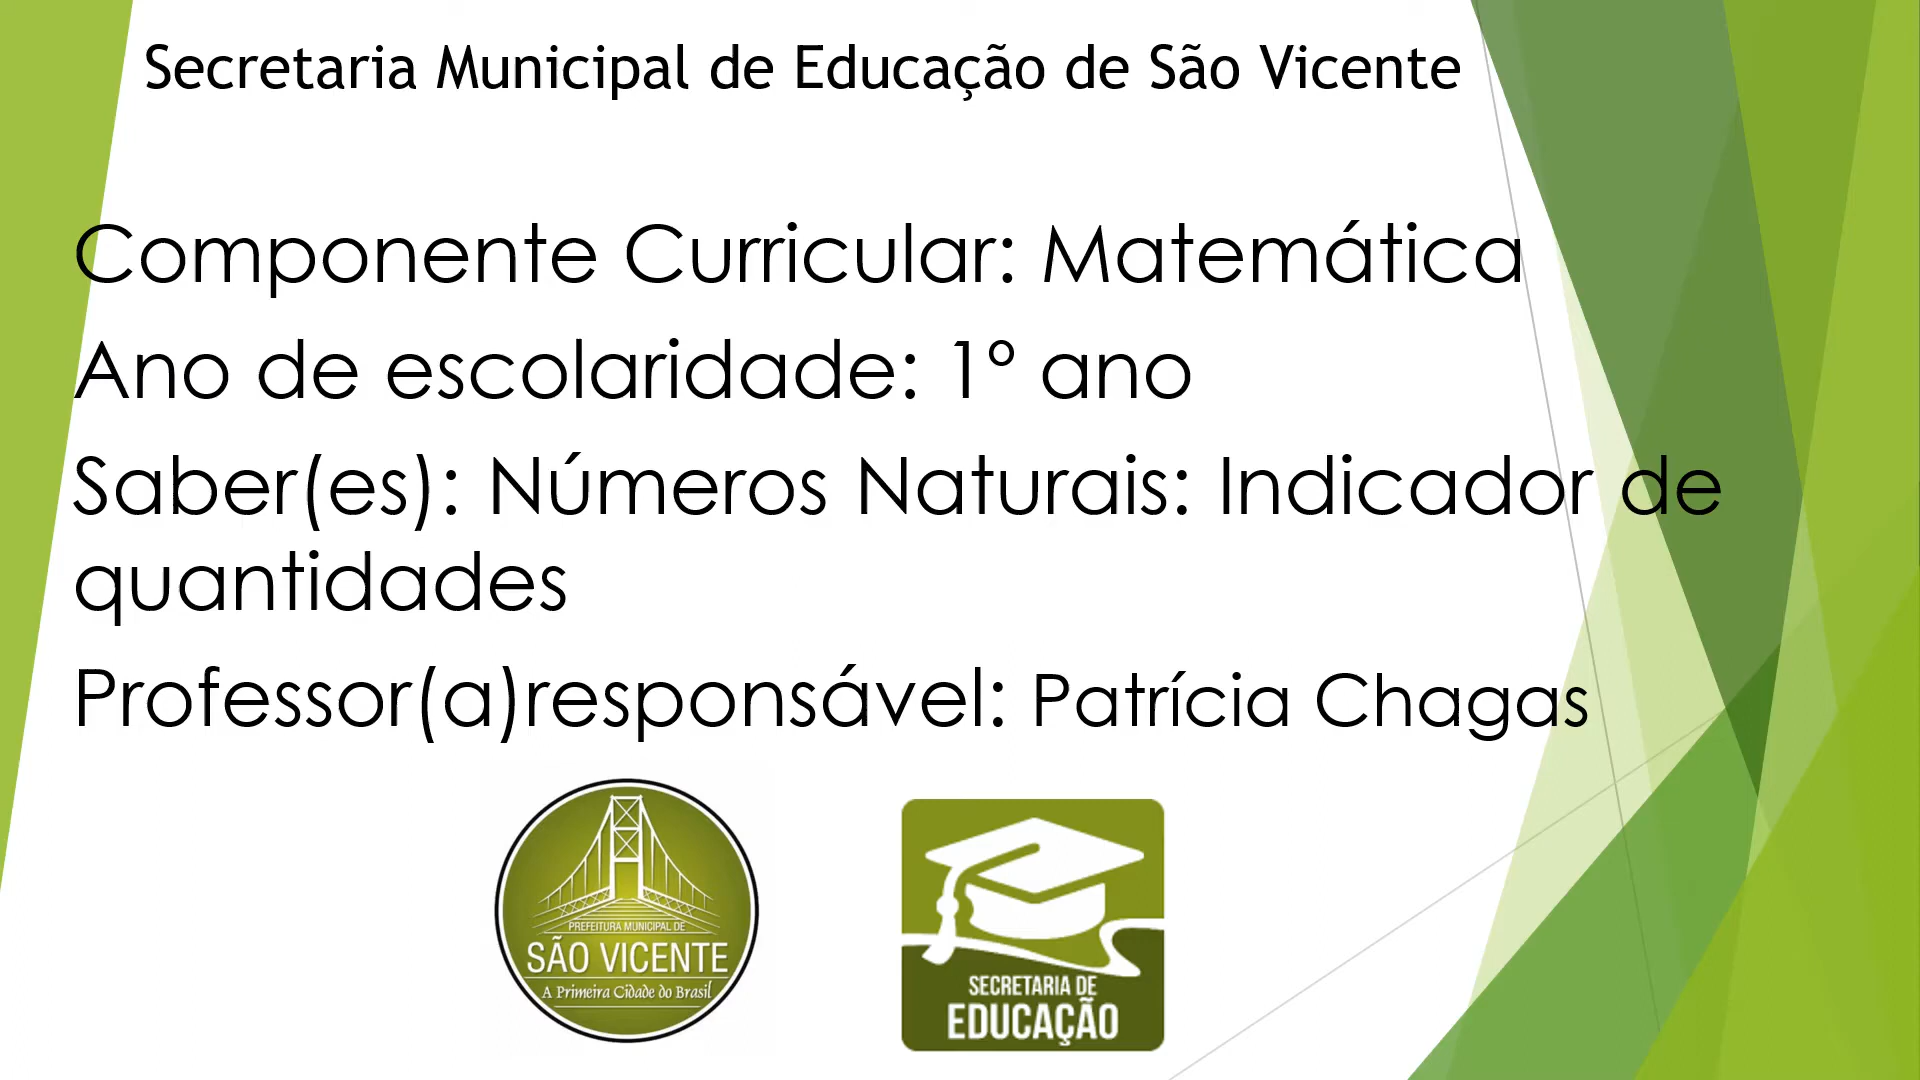 Secretaria Municipal de Educação de São Vicente
Componente Curricular: Matemática
Ano de escolaridade: 1º ano
Saber(es): Números Naturais: Indicador de
quantidades
Professor(a)responsável: Patrícia Chagas
PREFEITURA MUNICIPAL DE
SÃO VICENTE
A Primeira Cidade do Brasil
SECRETARIA DE
EDUCAÇÃO